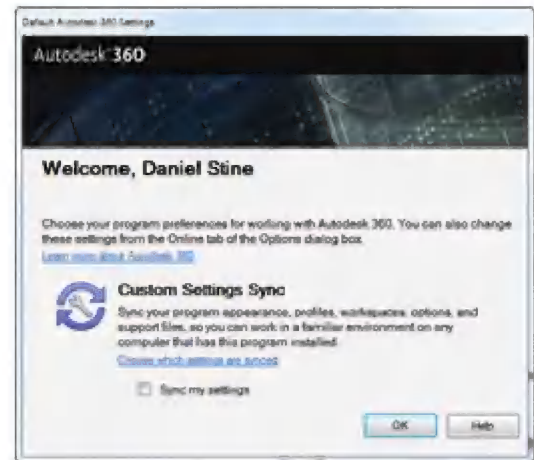 Default Autodesk 360 Settings
Autodesk 360
Welcome, Daniel Stine
Choose your program preferences for working with Autodesk 360. You can also change
these settings from the Online tab of the Options dialog box.
Learn more about Autodesk 360
Custom Settings Sync
Sync your program appearance, profiles, workspaces, options, and
support files, so you can work in a familiar environment on any
computer that has this program installed.
Choose which settings are synced
Sync my settings
OK
Help